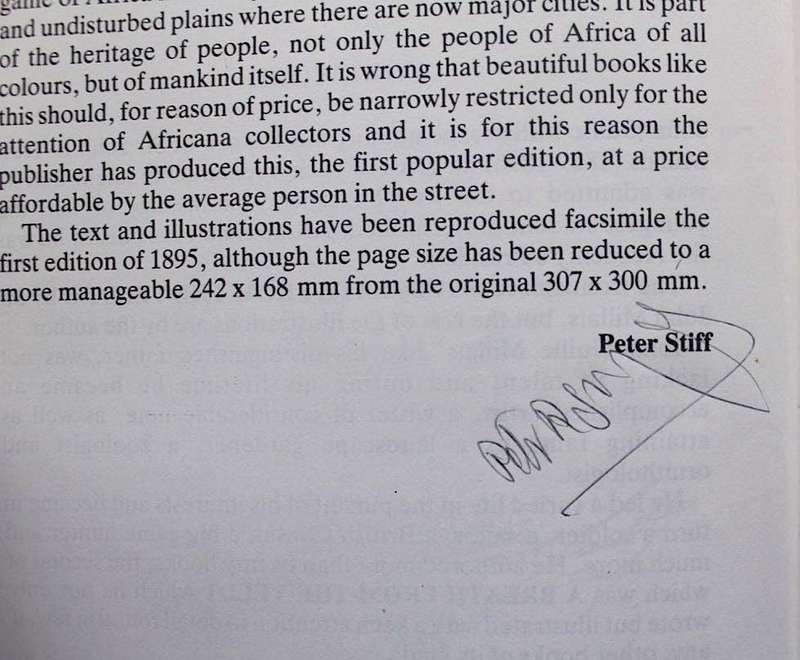 and undisturbed plains where there are now major cities. It is part
of the heritage of people, not only the people of Africa of all
colours, but of mankind itself. It is wrong that beautiful books like
this should, for reason of price, be narrowly restricted only for the
attention of Africana collectors and it is for this reason the
publisher has produced this, the first popular edition, at a price
affordable by the average person in the street.
The text and illustrations have been reproduced facsimile the
first edition of 1895, although the page size has been reduced to a
more manageable 242 x 168 mm from the original 307 x 300 mm.
Peter Stiff